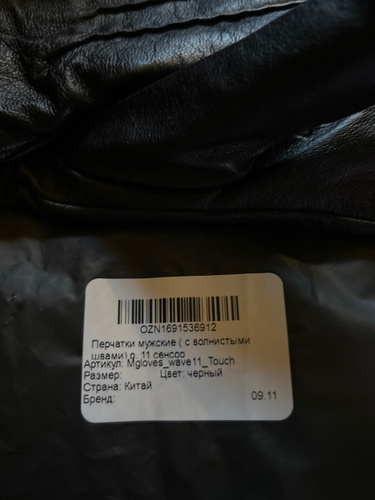 OZN1691536912
Перчатки мужские ( с волнистыми
швами) р. 11 сенсор
Артикул: Mgloves_wave11_Touch
Размер: Цвет: черный
Страна: Китай
Бренд: 09.11